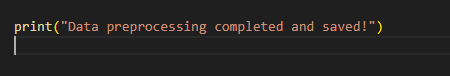 print("Data preprocessing completed and saved!")